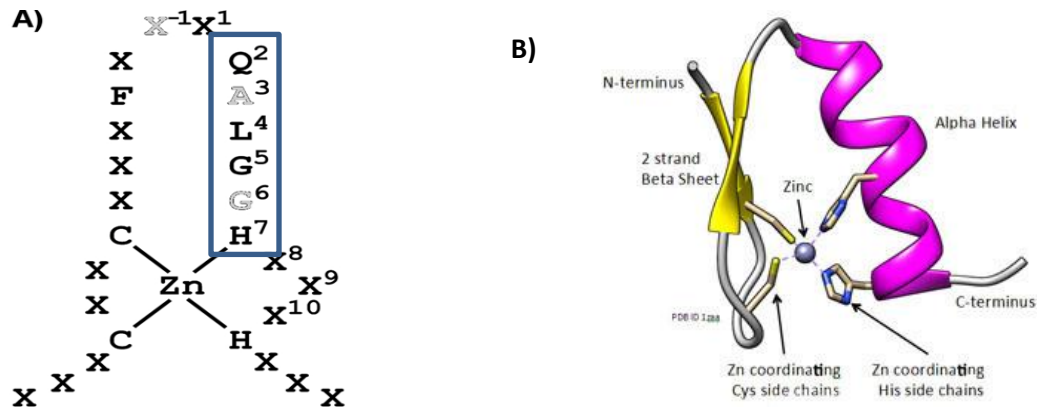 A)
X⁻¹X¹
X Q²
F A³
X L⁴
X G⁵
X G⁶
C H⁷
X X⁸
Zn X⁹
X X¹⁰
C H
X X
X X
X X
X X
B)
N-terminus
Alpha Helix
2 strand
Beta Sheet
Zinc
C-terminus
PDB ID
Zn coordinating
Cys side chains
Zn coordinating
His side chains